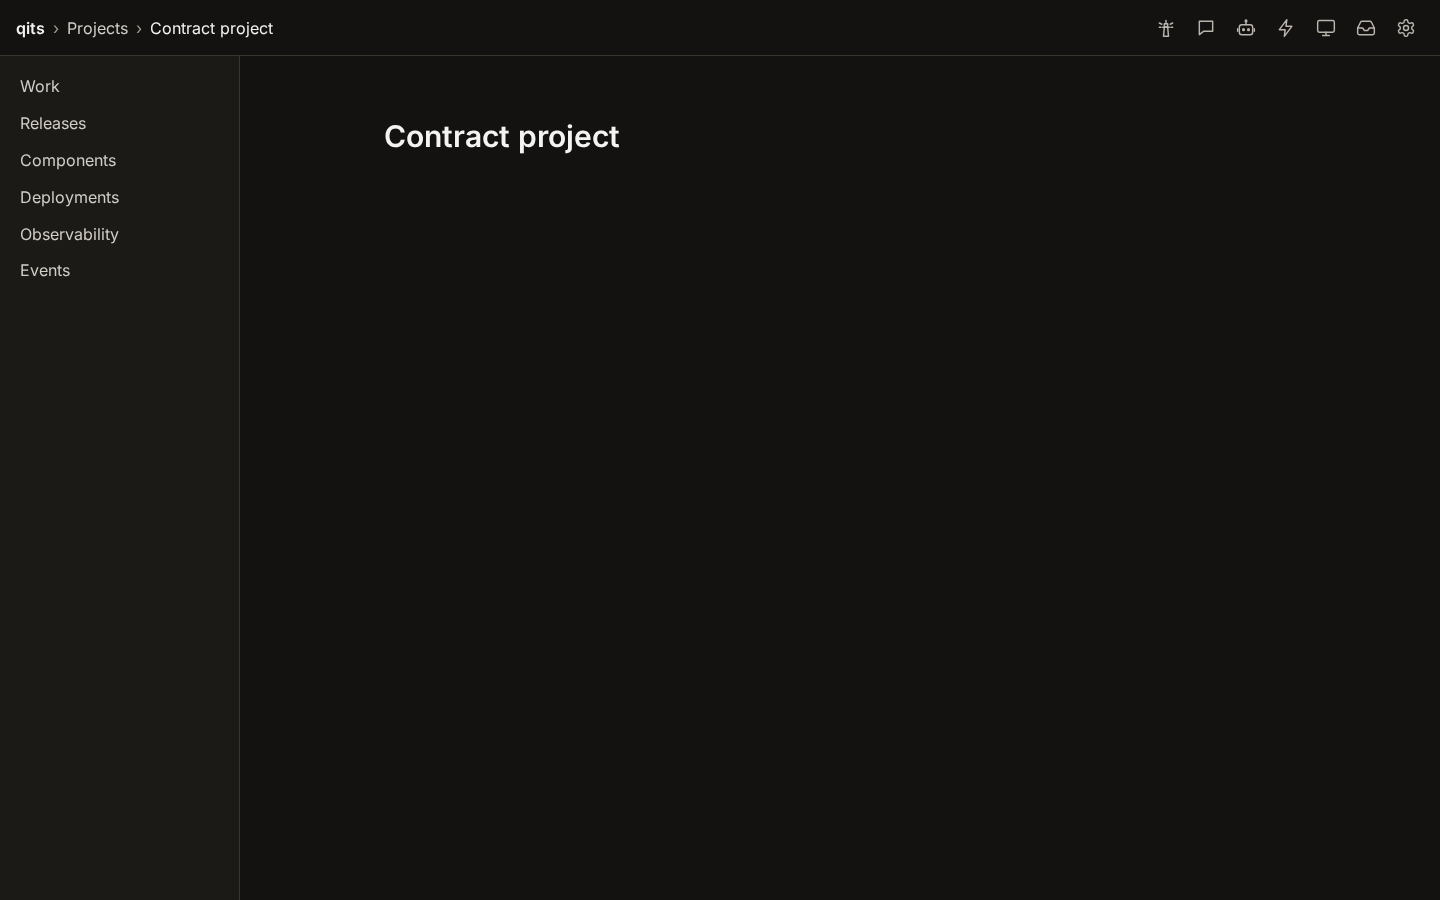 qits › Projects › Contract project
Work
Releases
Components
Deployments
Observability
Events
Contract project